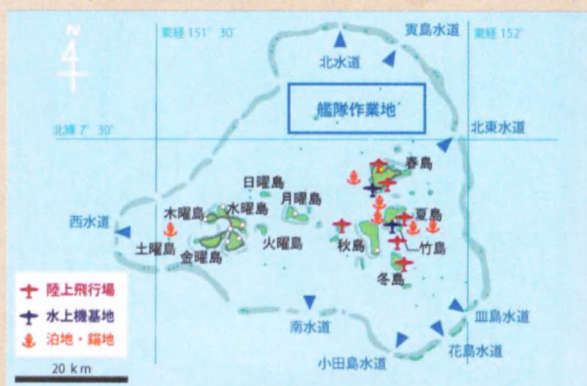 東経 151° 30′
東経 152°
寅島水道
N
4
北水道
艦隊作業地
北緯 7° 30′
北東水道
春島
日曜島
月曜島
木曜島
水曜島
夏島
西水道
土曜島
金曜島
火曜島
秋島
竹島
冬島
陸上飛行場
水上機基地
泊地・錨地
南水道
皿島水道
花島水道
小田島水道
20 km